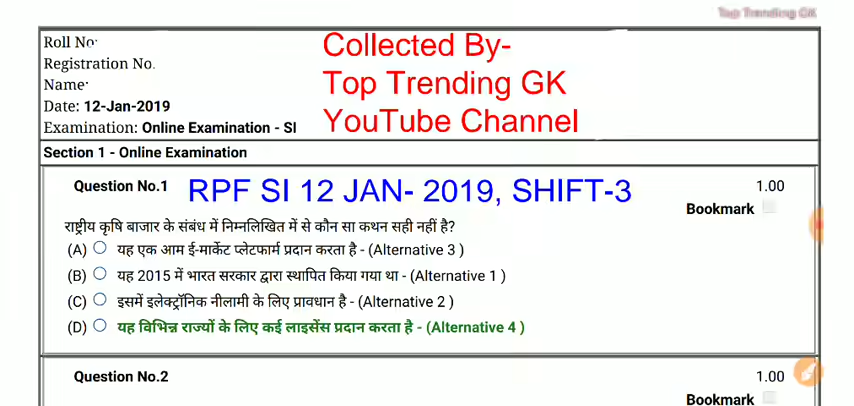 Top Trending GK
Roll No
Collected By-
Registration No.
Name
Top Trending GK
Date: 12-Jan-2019
Examination: Online Examination - SI
YouTube Channel
Section 1 - Online Examination
Question No.1 RPF SI 12 JAN- 2019, SHIFT-3 1.00
Bookmark
राष्ट्रीय कृषि बाजार के संबंध में निम्नलिखित में से कौन सा कथन सही नहीं है?
(A) यह एक आम ई-मार्केट प्लेटफार्म प्रदान करता है - (Alternative 3 )
(B) यह 2015 में भारत सरकार द्वारा स्थापित किया गया था - (Alternative 1 )
(C) इसमें इलेक्ट्रॉनिक नीलामी के लिए प्रावधान है - (Alternative 2 )
(D) यह विभिन्न राज्यों के लिए कई लाइसेंस प्रदान करता है - (Alternative 4 )
Question No.2 1.00
Bookmark